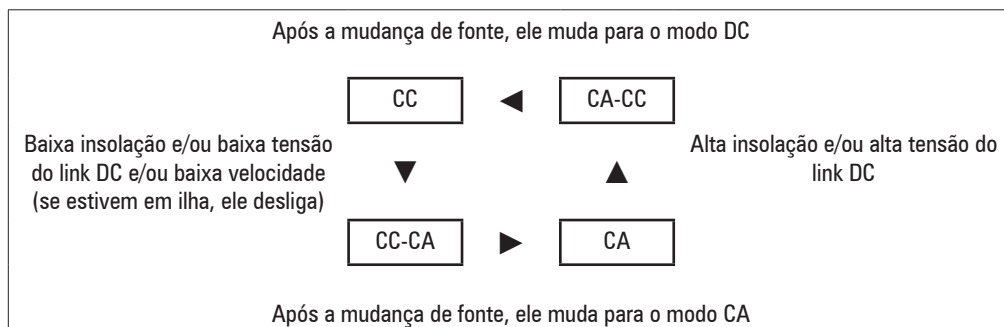 Após a mudança de fonte, ele muda para o modo DC
CC
CA-CC
Baixa insolação e/ou baixa tensão
do link DC e/ou baixa velocidade
(se estivem em ilha, ele desliga)
Alta insolação e/ou alta tensão do
link DC
CC-CA
CA
Após a mudança de fonte, ele muda para o modo CA